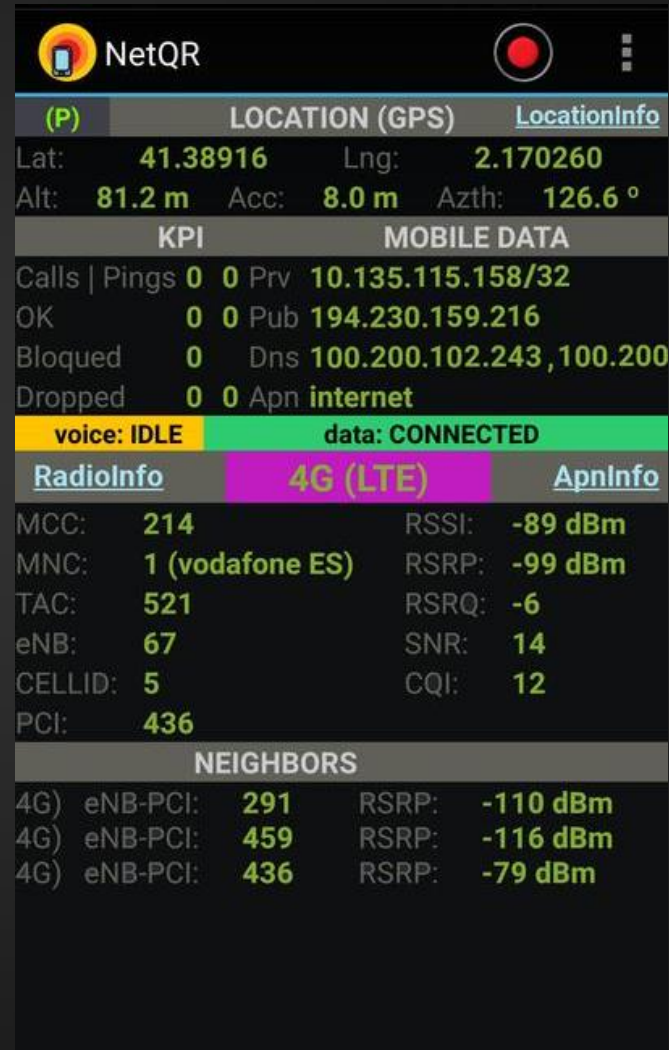 NetQR
(P) LOCATION (GPS) LocationInfo
Lat: 41.38916 Lng: 2.170260
Alt: 81.2 m Acc: 8.0 m Azth: 126.6 º
KPI MOBILE DATA
Calls | Pings 0 0 Prv 10.135.115.158/32
OK 0 0 Pub 194.230.159.216
Bloqued 0 Dns 100.200.102.243,100.200
Dropped 0 0 Apn internet
voice: IDLE data: CONNECTED
RadioInfo 4G (LTE) ApnInfo
MCC: 214 RSSI: -89 dBm
MNC: 1 (vodafone ES) RSRP: -99 dBm
TAC: 521 RSRQ: -6
eNB: 67 SNR: 14
CELLID: 5 CQI: 12
PCI: 436
NEIGHBORS
4G) eNB-PCI: 291 RSRP: -110 dBm
4G) eNB-PCI: 459 RSRP: -116 dBm
4G) eNB-PCI: 436 RSRP: -79 dBm